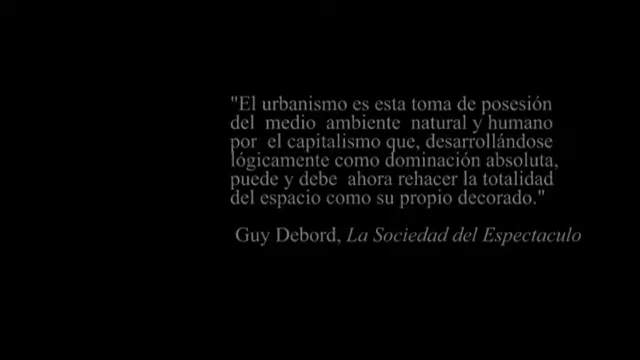 "El urbanismo es esta toma de posesión
del medio ambiente natural y humano
por el capitalismo que, desarrollándose
lógicamente como dominación absoluta,
puede y debe ahora rehacer la totalidad
del espacio como su propio decorado."
Guy Debord, La Sociedad del Espectaculo